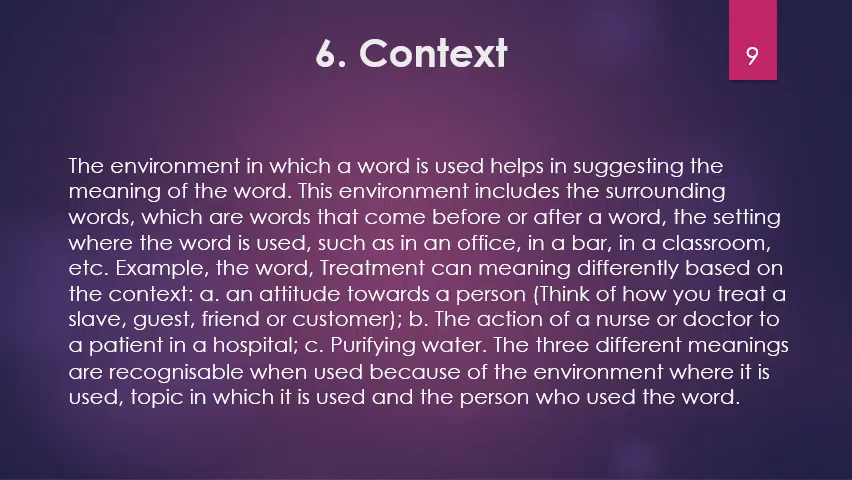 6. Context
9
The environment in which a word is used helps in suggesting the
meaning of the word. This environment includes the surrounding
words, which are words that come before or after a word, the setting
where the word is used, such as in an office, in a bar, in a classroom,
etc. Example, the word, Treatment can meaning differently based on
the context: a. an attitude towards a person (Think of how you treat a
slave, guest, friend or customer); b. The action of a nurse or doctor to
a patient in a hospital; c. Purifying water. The three different meanings
are recognisable when used because of the environment where it is
used, topic in which it is used and the person who used the word.